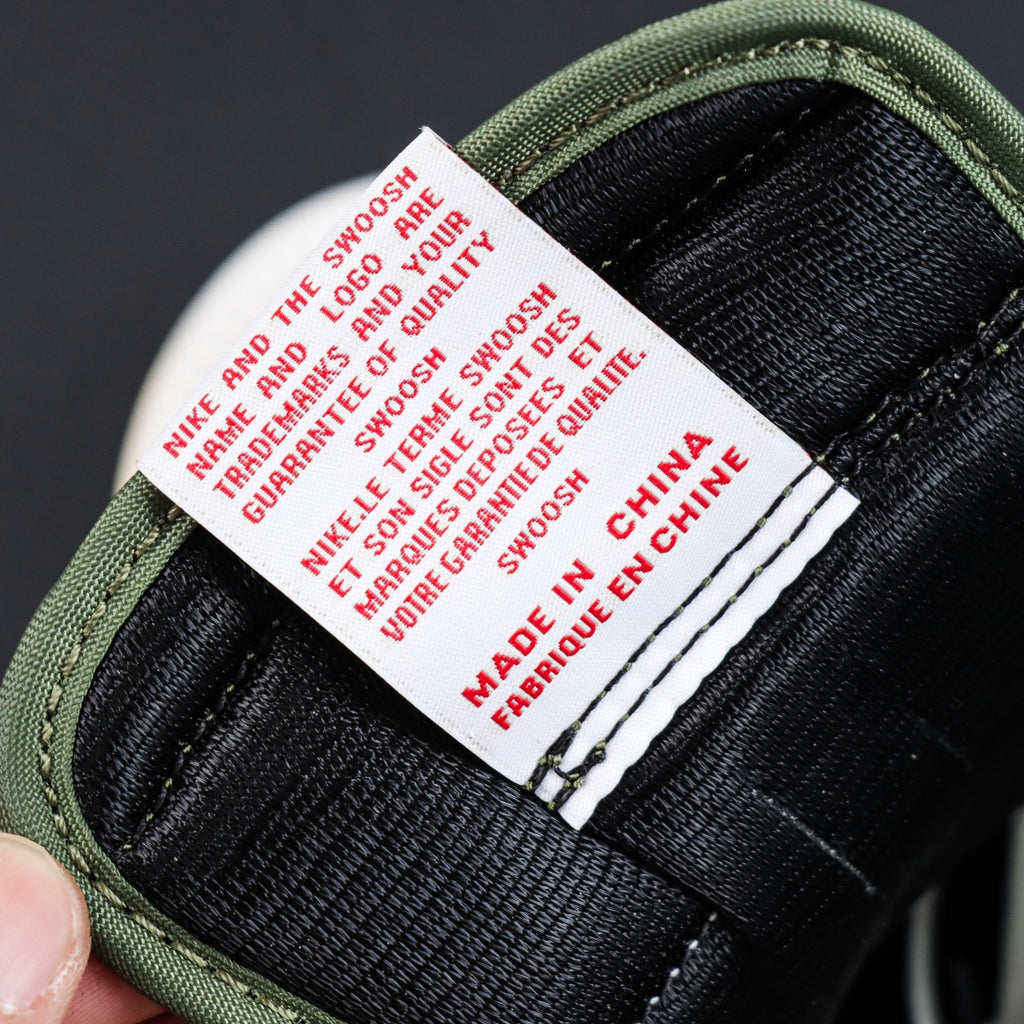 NIKE AND THE SWOOSH
NAME AND LOGO ARE
TRADEMARKS AND YOUR
GUARANTEE OF QUALITY
SWOOSH
NIKE.LE TERME SWOOSH
ET SON SIGLE SONT DES
MARQUES DEPOSEES ET
VOTRE GARANTIE DE QUALITE.
SWOOSH
MADE IN CHINA
FABRIQUE EN CHINE